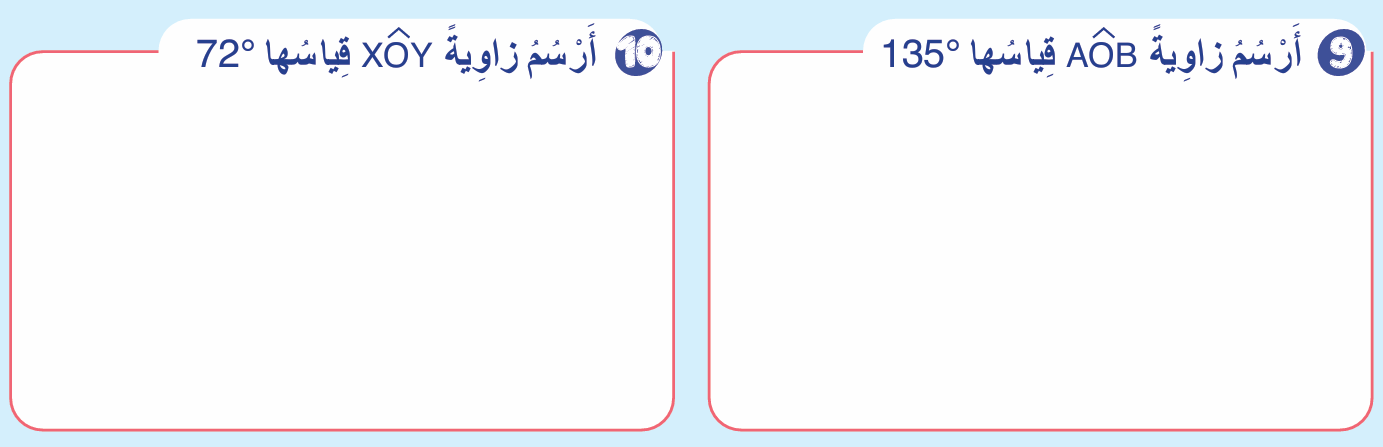 9 أَرْسُمُ زاوِيةً AÔB قِياسُها 135°
10 أَرْسُمُ زاوِيةً XÔY قِياسُها 72°